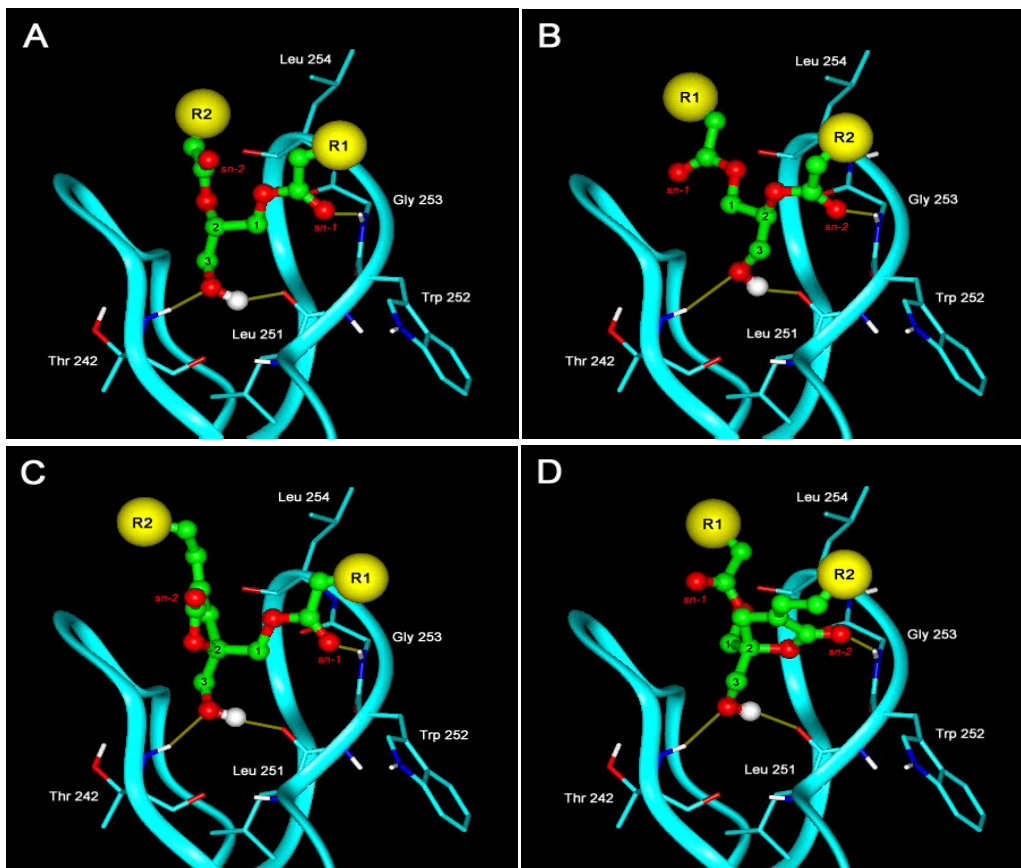 A
Leu 254
R2
R1
sn-2
Gly 253
sn-1
2
1
3
Trp 252
Leu 251
Thr 242
B
Leu 254
R1
R2
sn-1
Gly 253
1
2
sn-2
3
Trp 252
Leu 251
Thr 242
C
Leu 254
R2
R1
sn-2
Gly 253
sn-1
2
1
3
Trp 252
Leu 251
Thr 242
D
Leu 254
R1
R2
sn-1
Gly 253
1
2
sn-2
3
Trp 252
Leu 251
Thr 242